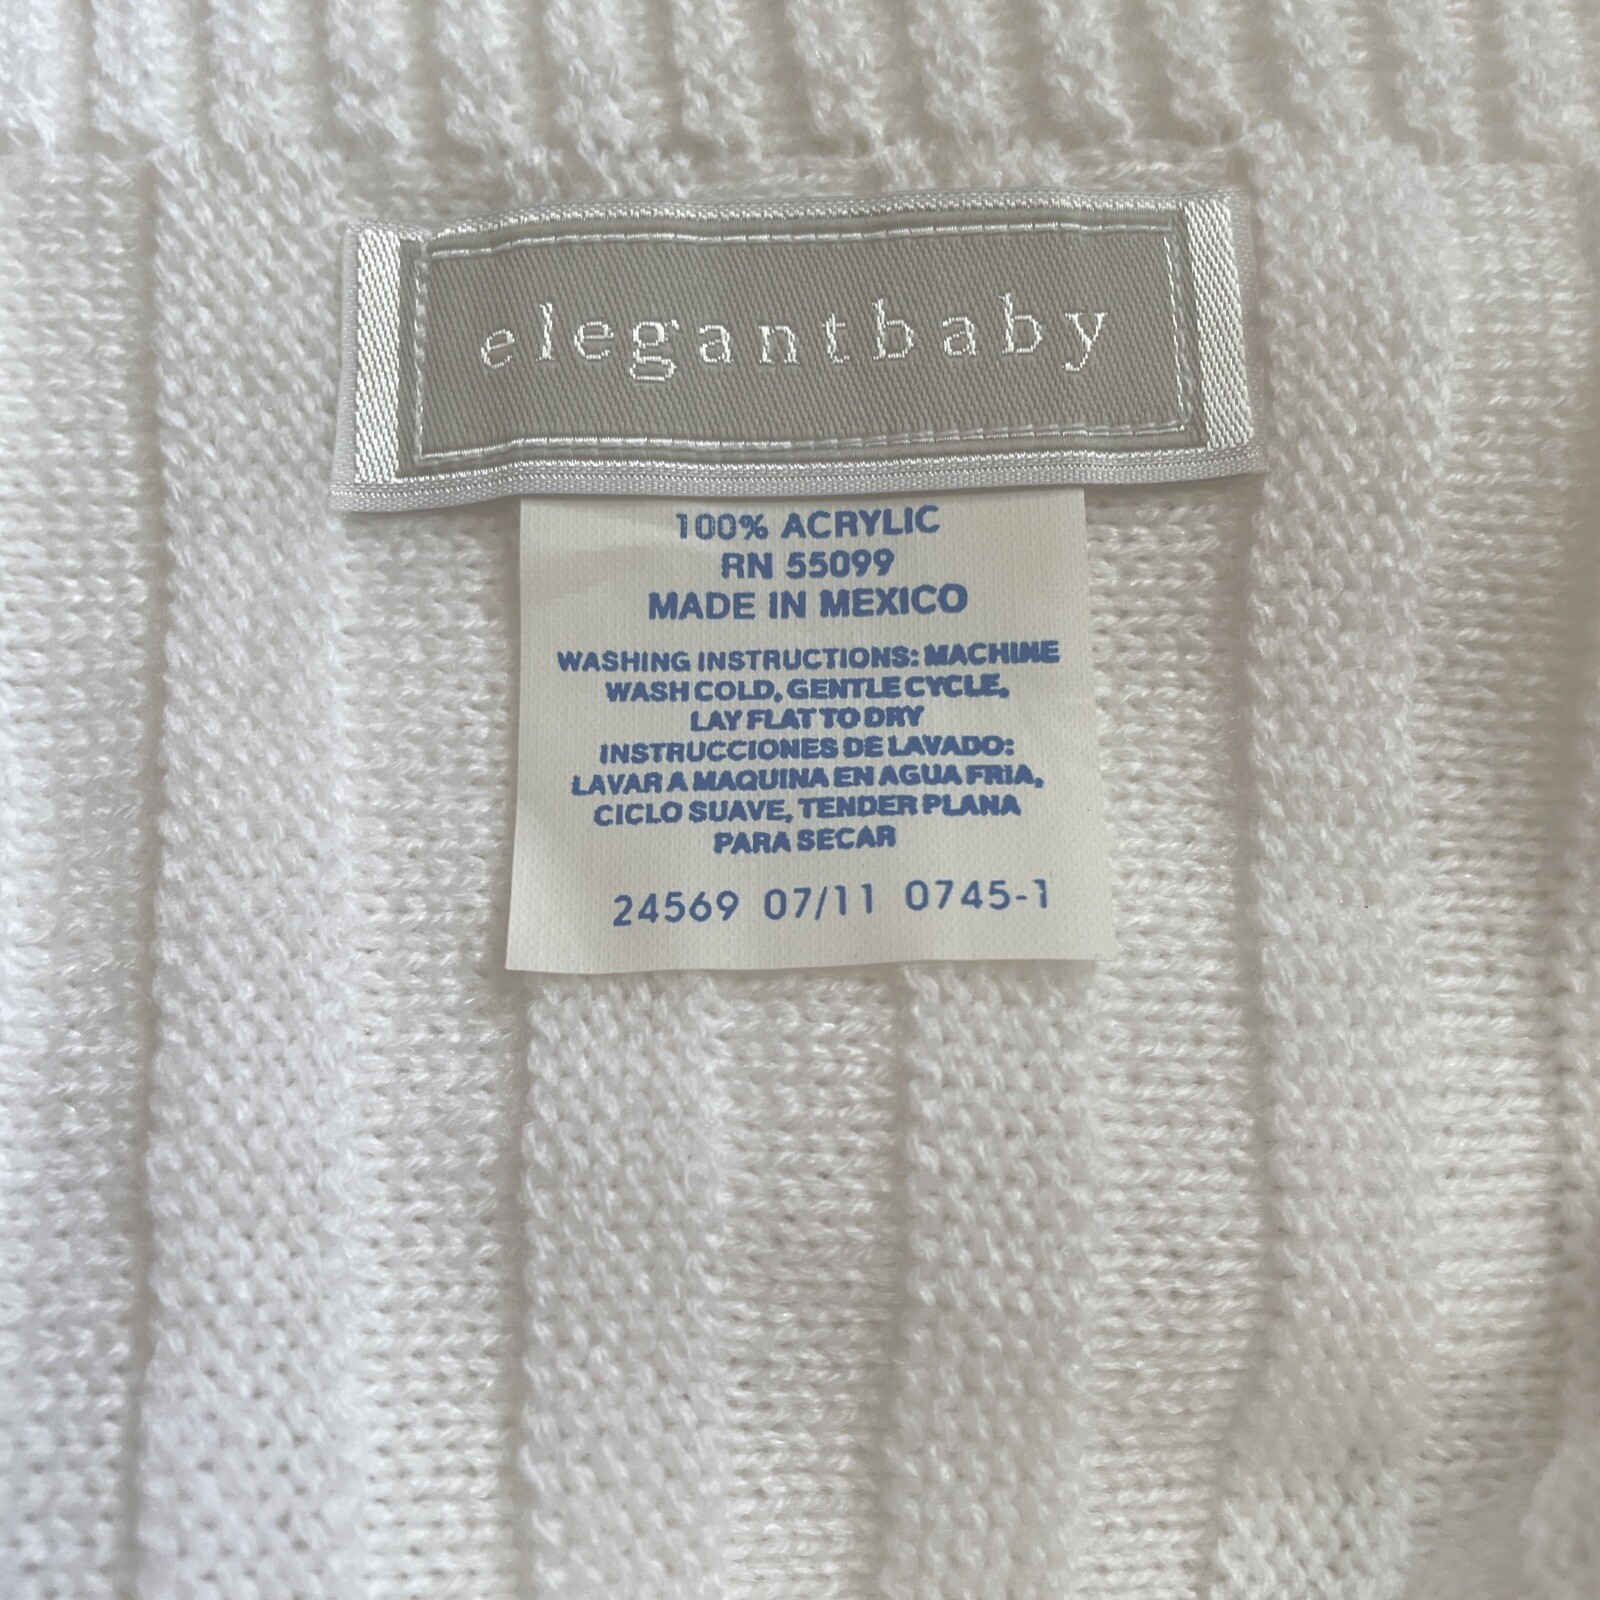 elegantbaby
100% ACRYLIC
RN 55099
MADE IN MEXICO
WASHING INSTRUCTIONS: MACHINE
WASH COLD, GENTLE CYCLE,
LAY FLAT TO DRY
INSTRUCCIONES DE LAVADO:
LAVAR A MAQUINA EN AGUA FRIA,
CICLO SUAVE, TENDER PLANA
PARA SECAR
24569 07/11 0745-1